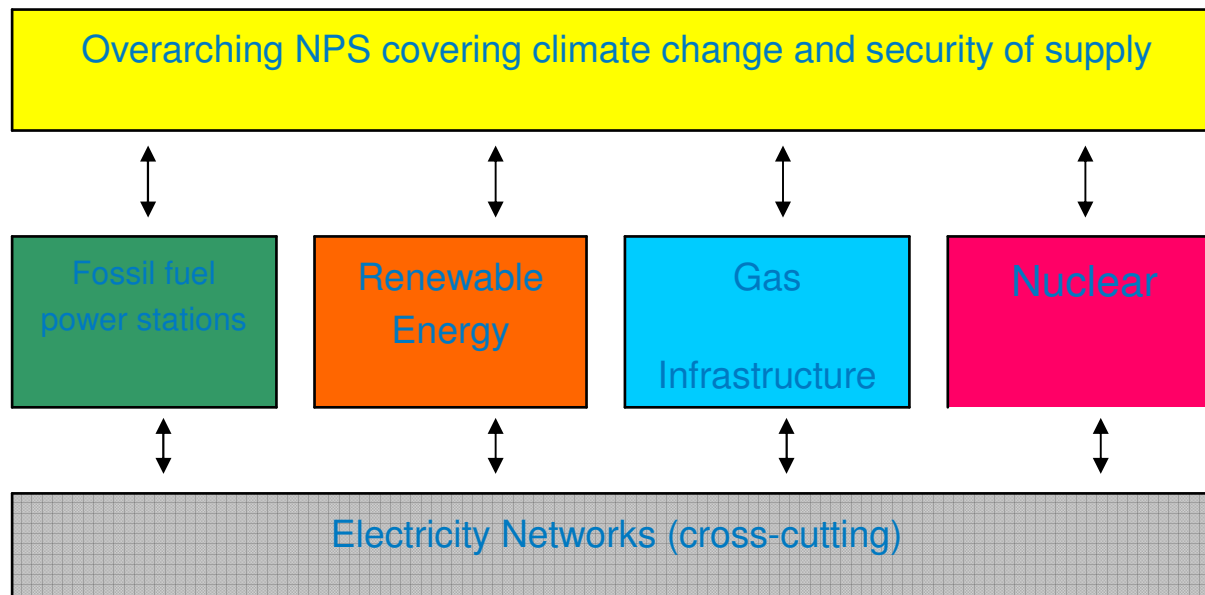 Overarching NPS covering climate change and security of supply
Fossil fuel
power stations
Renewable
Energy
Gas
Infrastructure
Nuclear
Electricity Networks (cross-cutting)